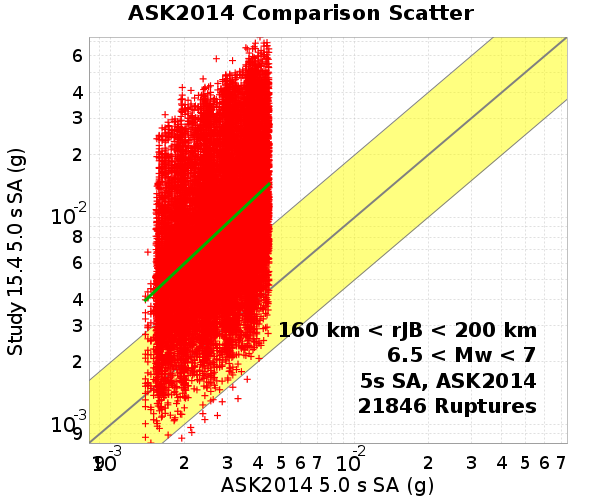 ASK2014 Comparison Scatter
Study 15.4 5.0 s SA (g)
6
4
3
2
10-2
8
6
4
3
2
10-3
9
160 km < rJB < 200 km
6.5 < Mw < 7
5s SA, ASK2014
21846 Ruptures
9 10-3 2 3 4 5 6 7 10-2 2 3 4 5 6 7
ASK2014 5.0 s SA (g)